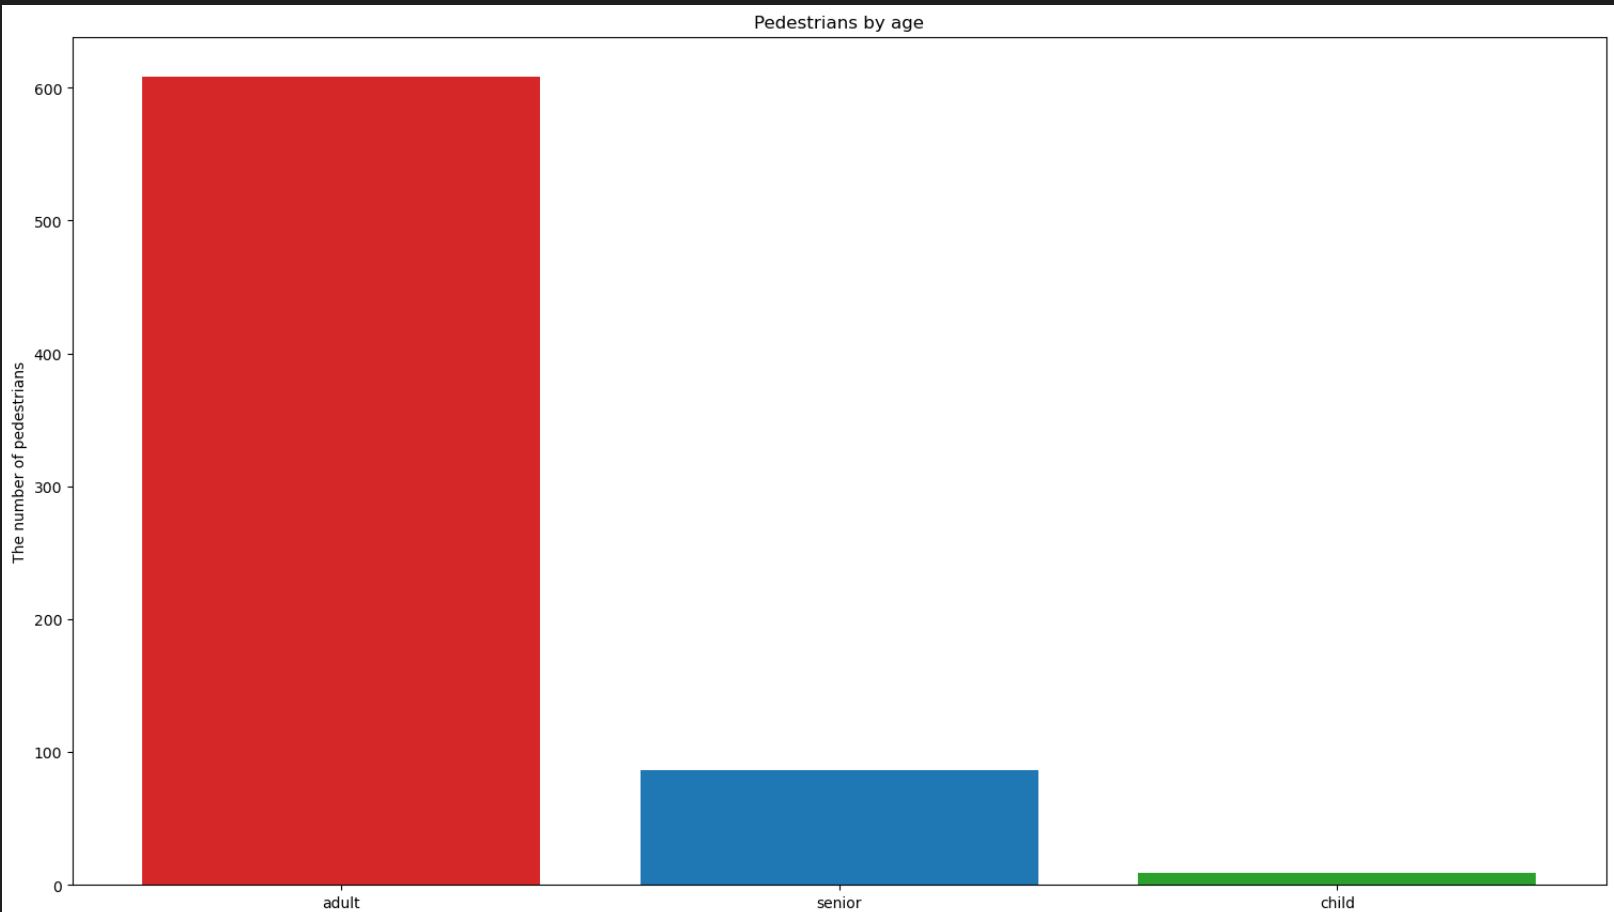 Pedestrians by age
The number of pedestrians
600
500
400
300
200
100
0
adult
senior
child